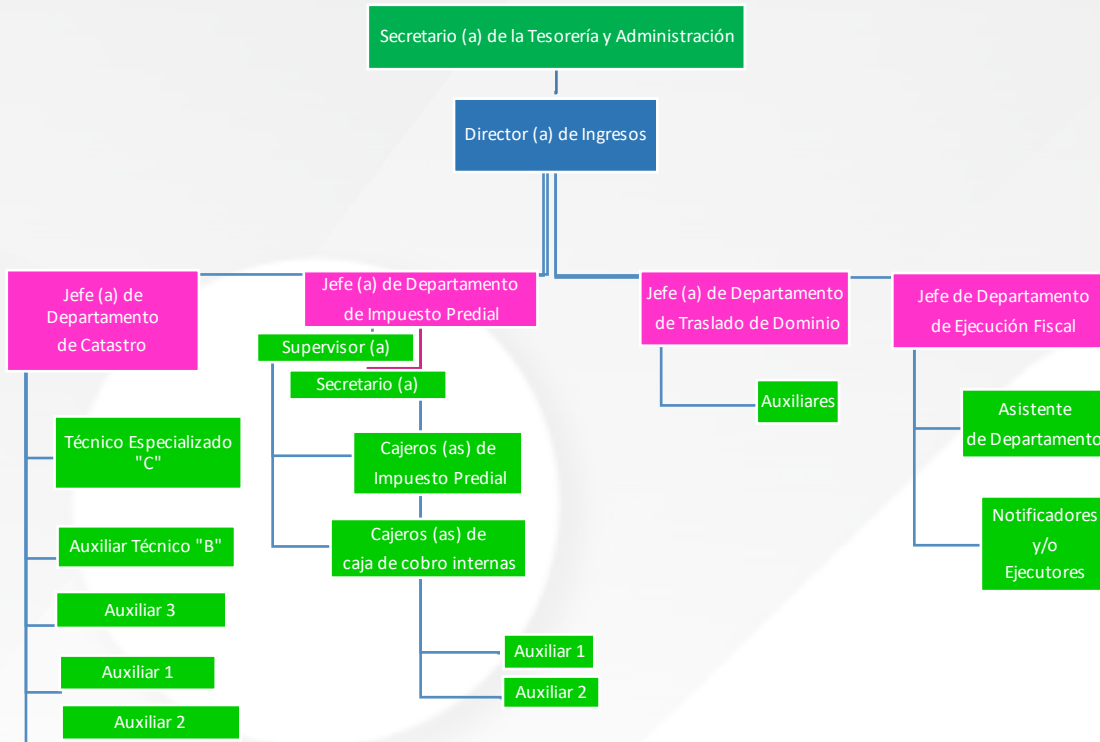 Secretario (a) de la Tesorería y Administración
Director (a) de Ingresos
Jefe (a) de
Departamento
de Catastro
Técnico Especializado
"C"
Auxiliar Técnico "B"
Auxiliar 3
Auxiliar 1
Auxiliar 2
Jefe (a) de Departamento
de Impuesto Predial
Supervisor (a)
Secretario (a)
Cajeros (as) de
Impuesto Predial
Cajeros (as) de
caja de cobro internas
Auxiliar 1
Auxiliar 2
Jefe (a) de Departamento
de Traslado de Dominio
Auxiliares
Jefe de Departamento
de Ejecución Fiscal
Asistente
de Departamento
Notificadores
y/o
Ejecutores